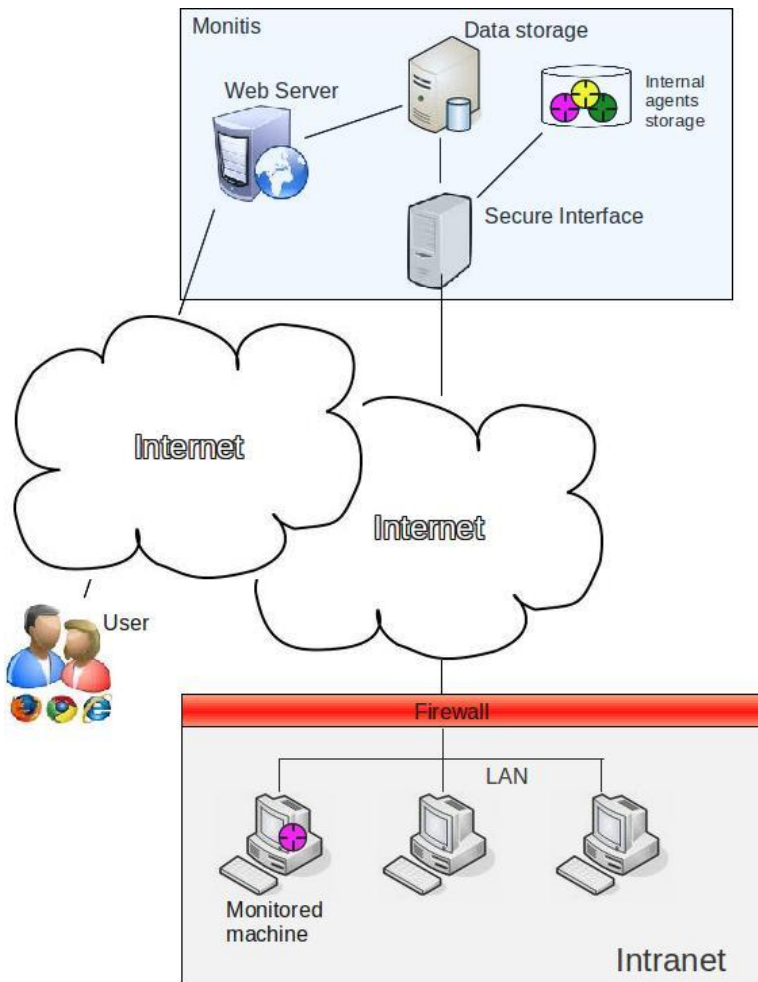 Monitis
Data storage
Web Server
Internal
agents
storage
Secure Interface
Internet
Internet
User
Firewall
LAN
Monitored
machine
Intranet